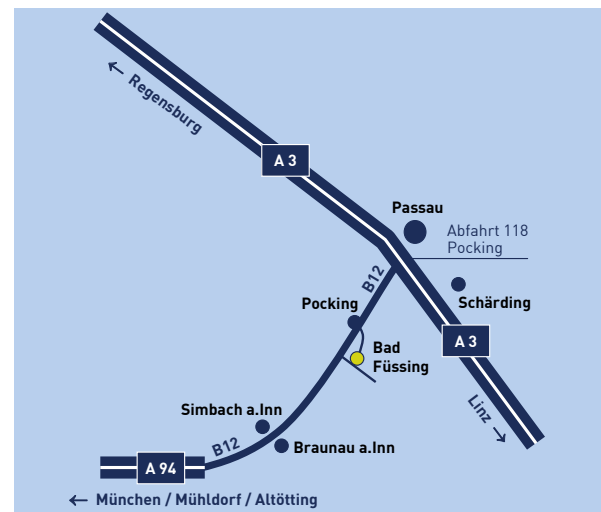 Regensburg
A 3
Passau
Abfahrt 118
Pocking
B12
Schärding
Pocking
A 3
Bad
Füssing
Linz
Simbach a.Inn
B12
Braunau a.Inn
A 94
München / Mühldorf / Altötting